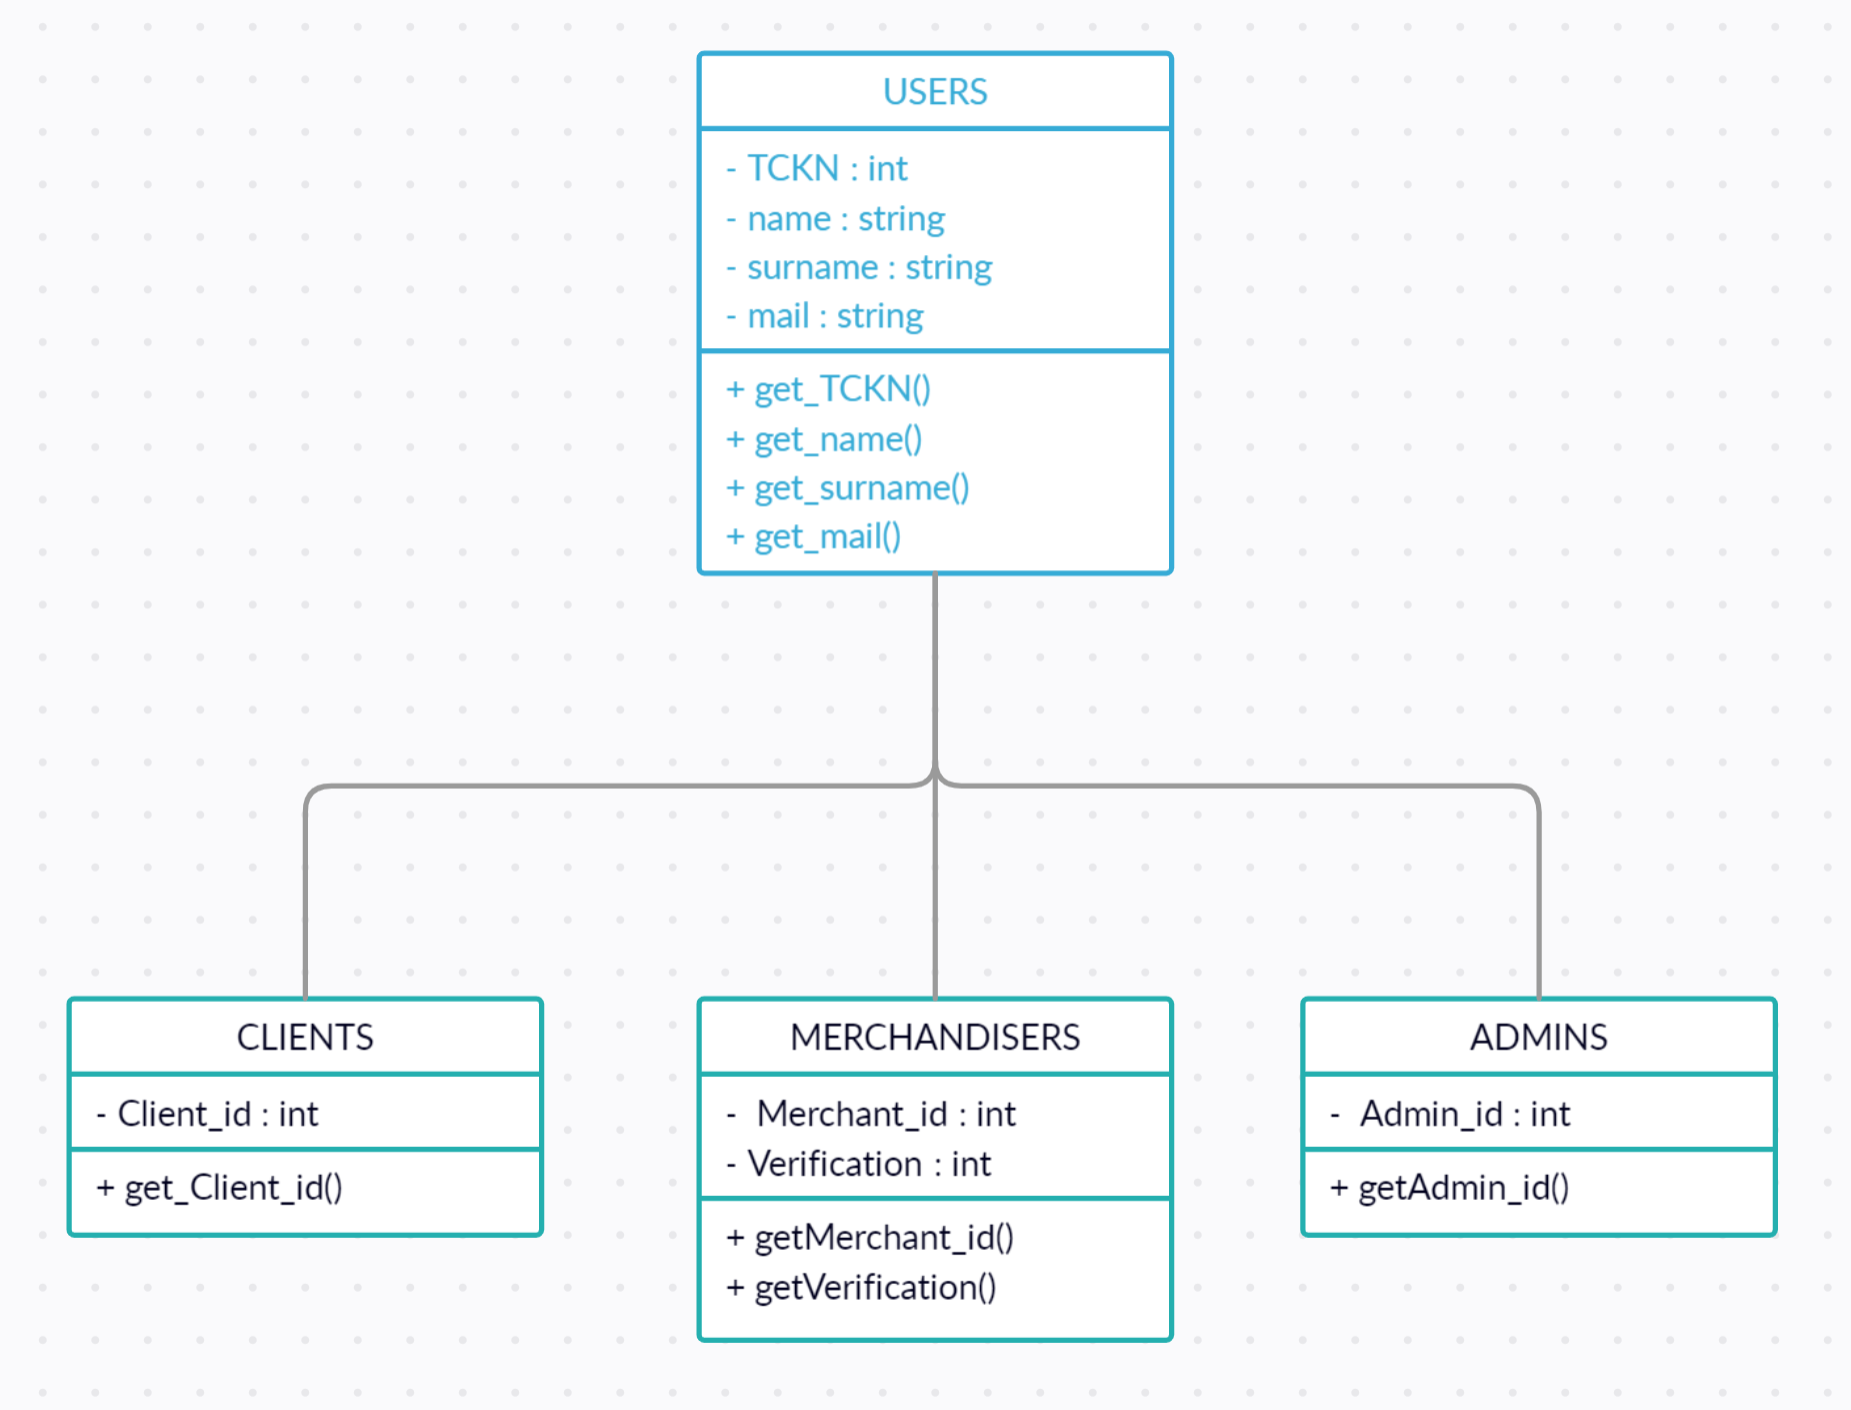 USERS
- TCKN : int
- name : string
- surname : string
- mail : string
+ get_TCKN()
+ get_name()
+ get_surname()
+ get_mail()
CLIENTS
- Client_id : int
+ get_Client_id()
MERCHANDISERS
- Merchant_id : int
- Verification : int
+ getMerchant_id()
+ getVerification()
ADMINS
- Admin_id : int
+ getAdmin_id()